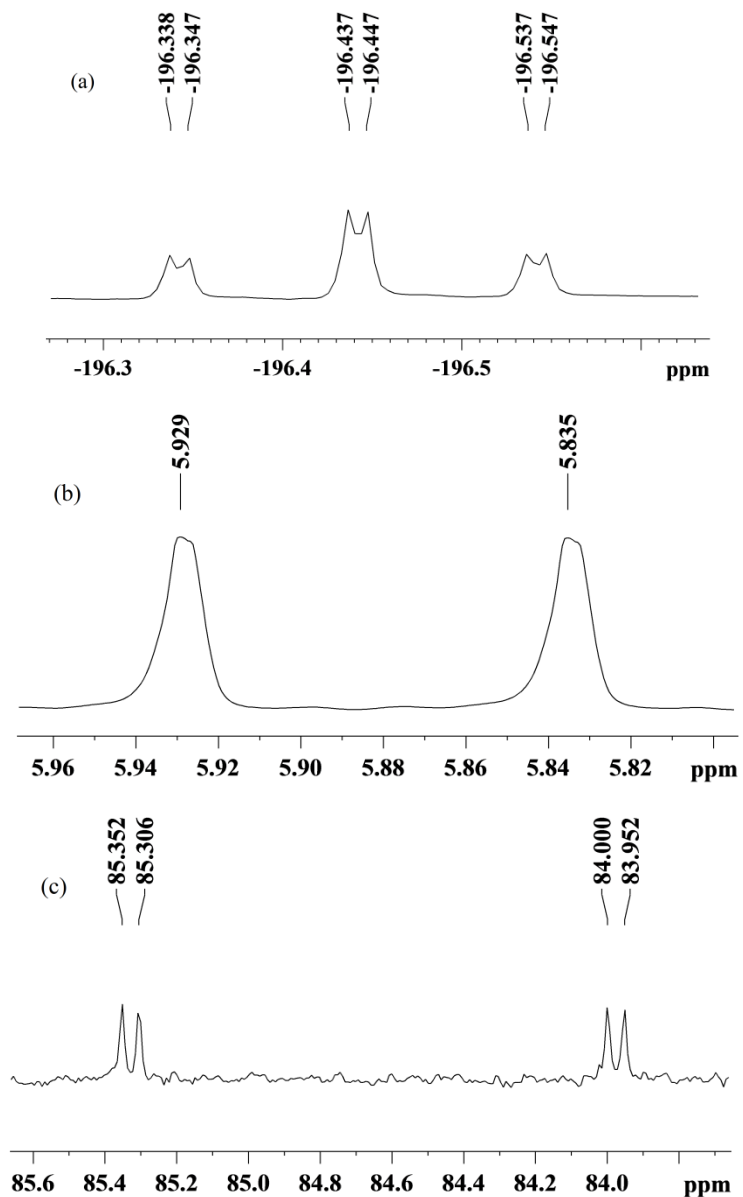 -196.338 -196.347 -196.437 -196.447 -196.537 -196.547
(a)
-196.3 -196.4 -196.5 ppm
5.929 5.835
(b)
5.96 5.94 5.92 5.90 5.88 5.86 5.84 5.82 ppm
85.352 85.306 84.000 83.952
(c)
85.6 85.4 85.2 85.0 84.8 84.6 84.4 84.2 84.0 ppm